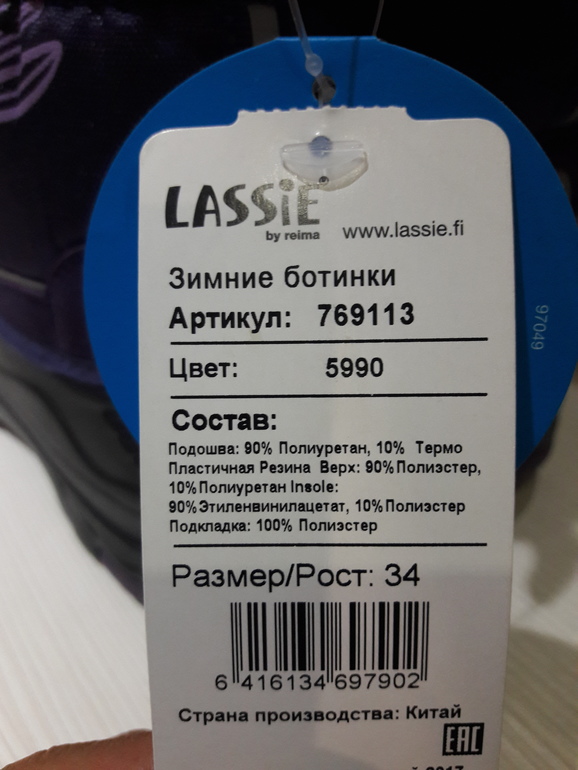 LASSiE
by reima
www.lassie.fi
Зимние ботинки
Артикул: 769113
97049
Цвет: 5990
Состав:
Подошва: 90% Полиуретан, 10% Термо
Пластичная Резина Верх: 90% Полиэстер,
10% Полиуретан Insole:
90% Этиленвинилацетат, 10% Полиэстер
Подкладка: 100% Полиэстер
Размер/Рост: 34
6 416134 697902
Страна производства: Китай
EAC